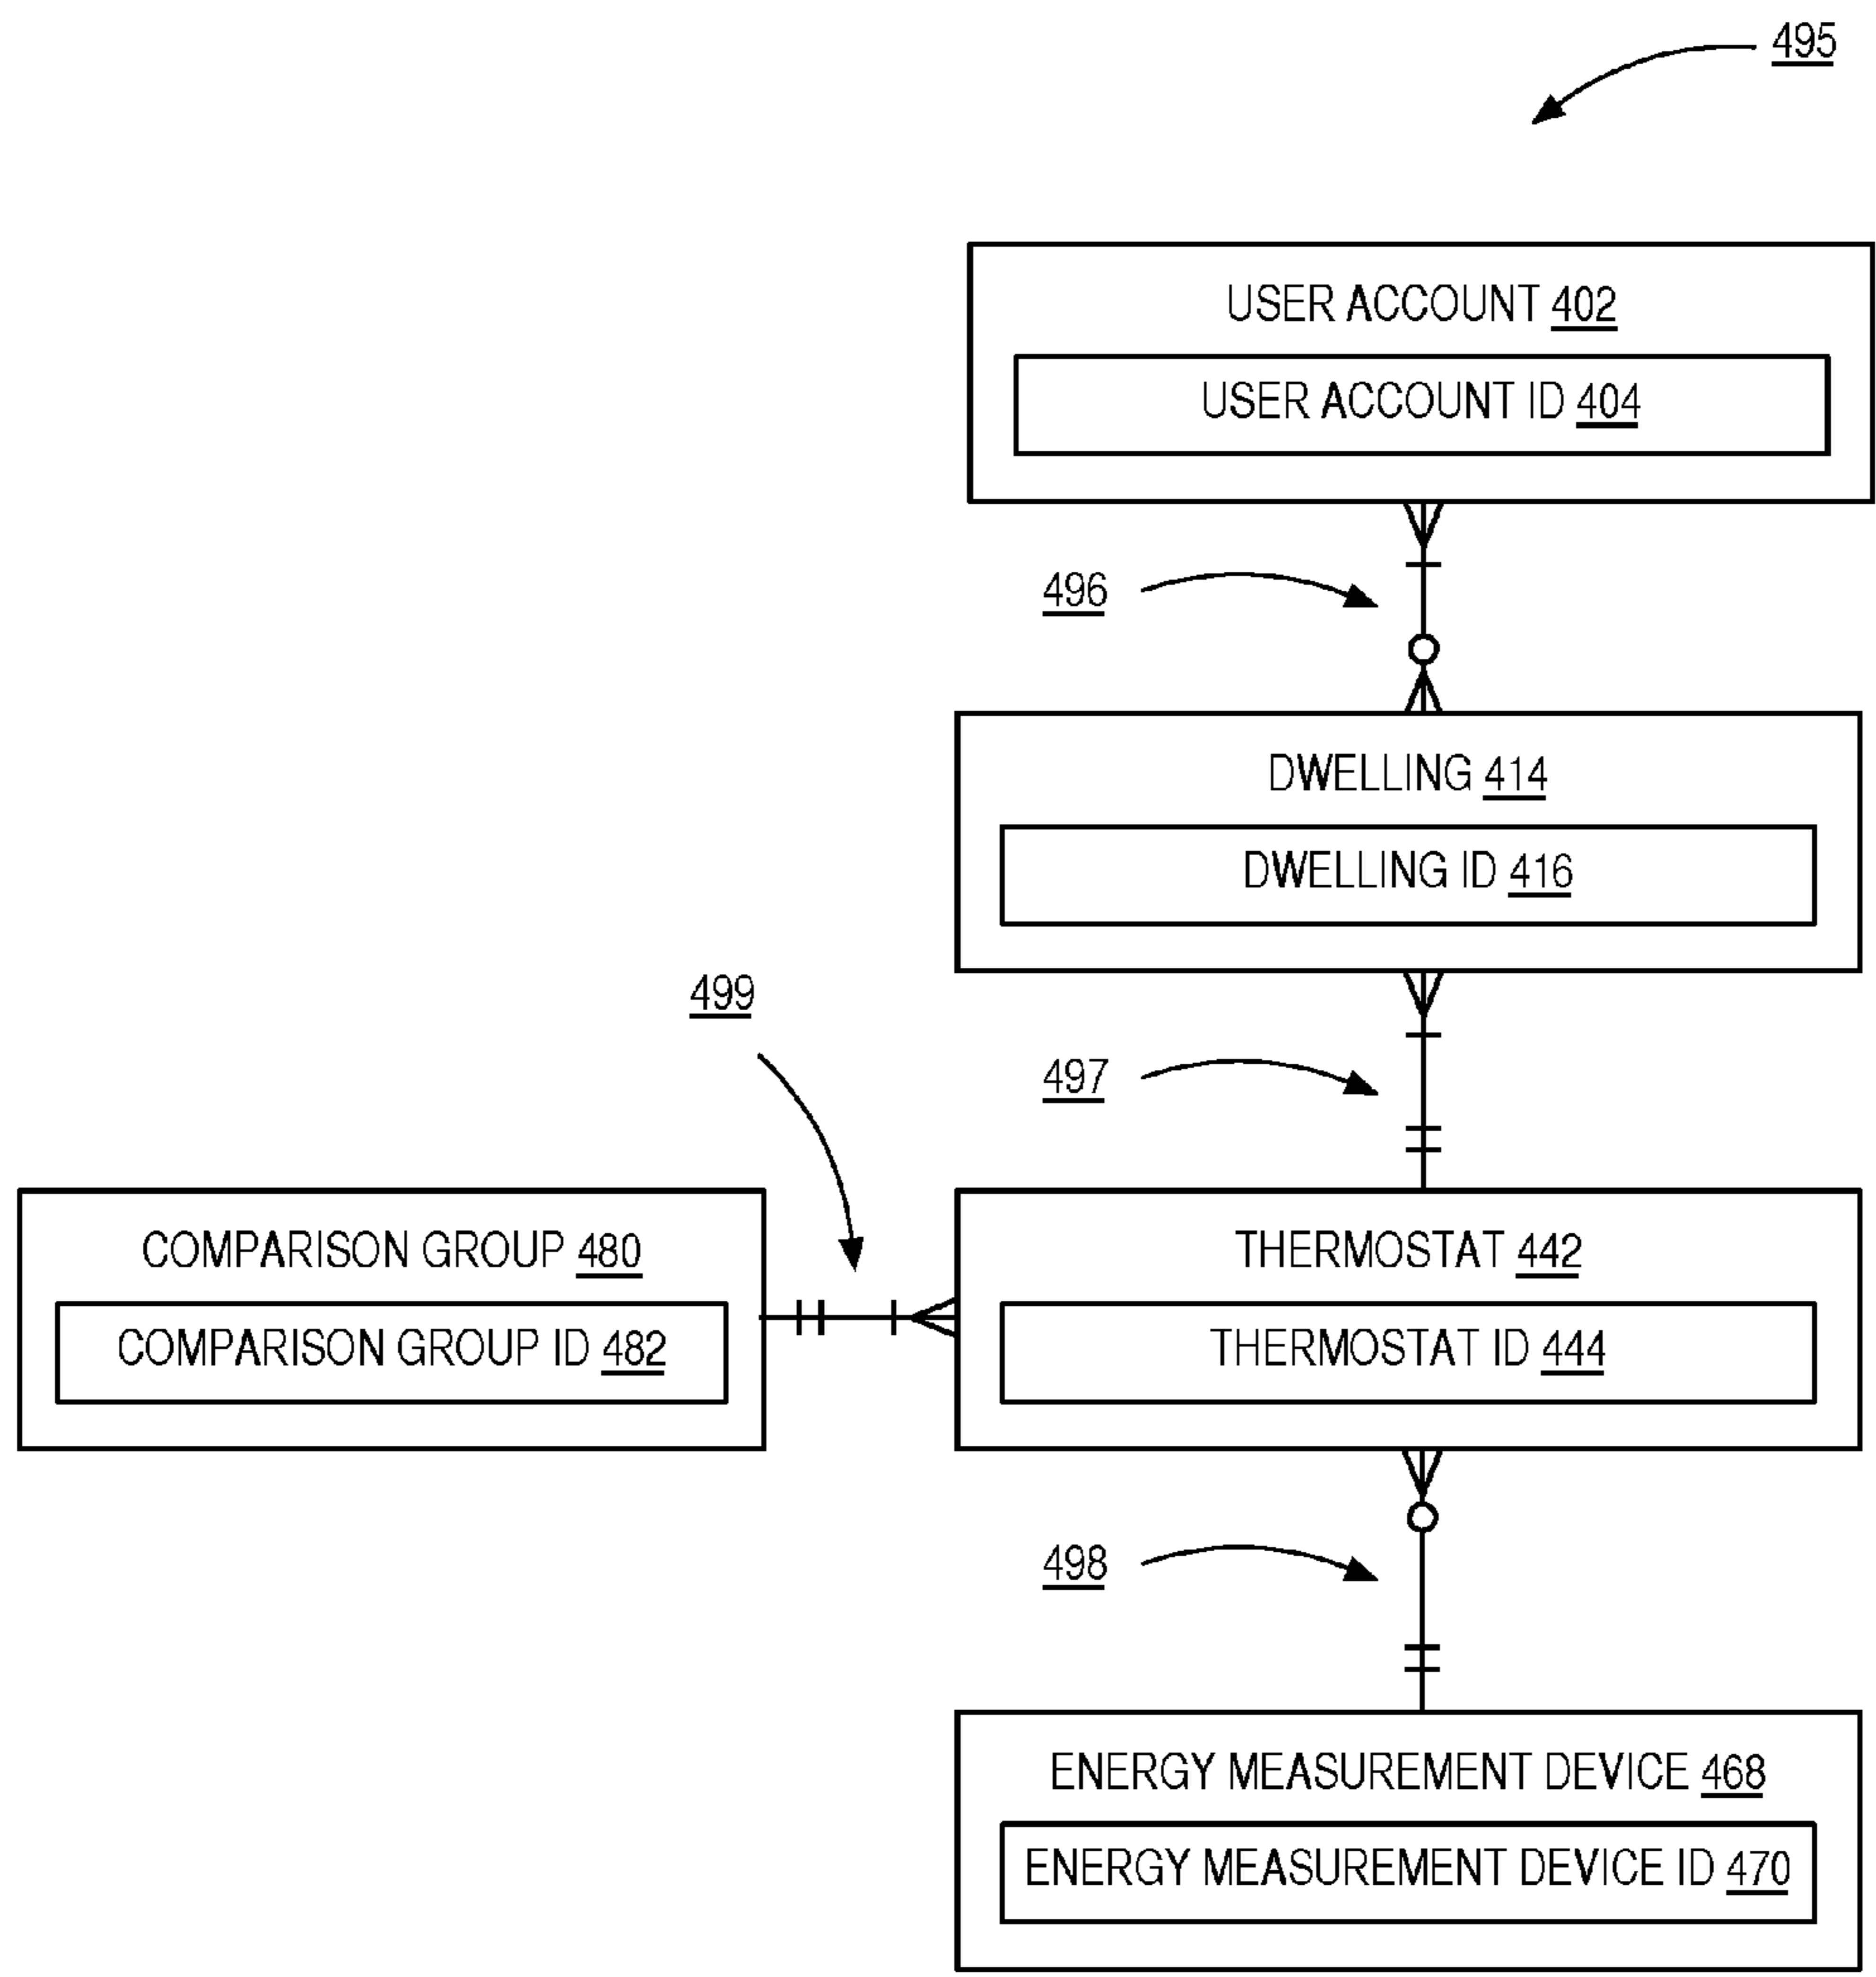 495
USER ACCOUNT 402
USER ACCOUNT ID 404
496
DWELLING 414
DWELLING ID 416
499
497
COMPARISON GROUP 480
COMPARISON GROUP ID 482
THERMOSTAT 442
THERMOSTAT ID 444
498
ENERGY MEASUREMENT DEVICE 468
ENERGY MEASUREMENT DEVICE ID 470